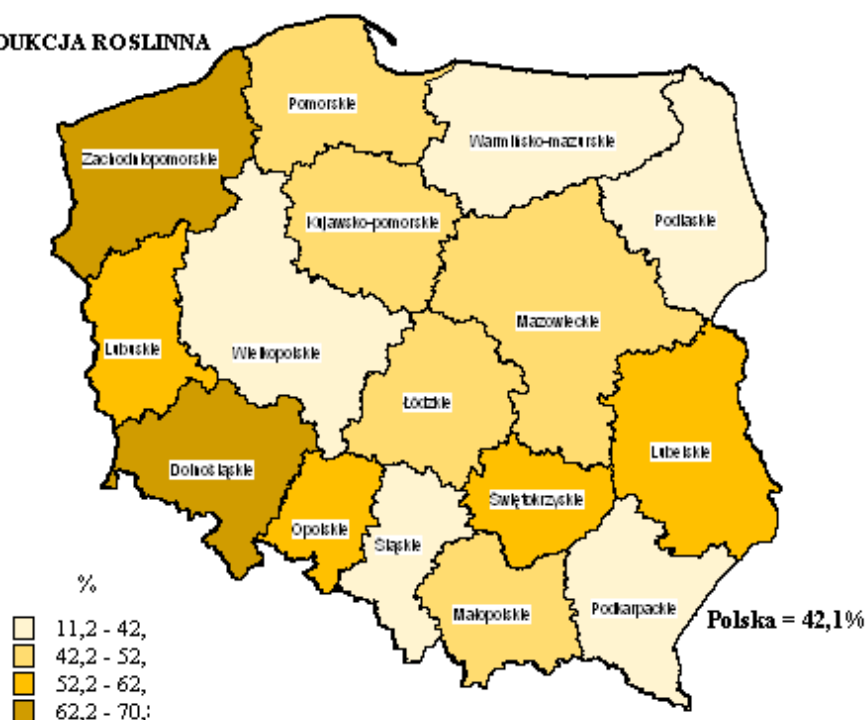 DUKCJA ROSLINNA
Pomorskie
Warmińsko-mazurskie
Zachodniopomorskie
Podlaskie
Kujawsko-pomorskie
Mazowieckie
Lubuskie
Wielkopolskie
Łódzkie
Lubelskie
Dolnośląskie
Świętokrzyskie
Opolskie
Śląskie
Małopolskie
Podkarpackie
Polska = 42,1%
%
11,2 - 42,
42,2 - 52,
52,2 - 62,
62,2 - 70,